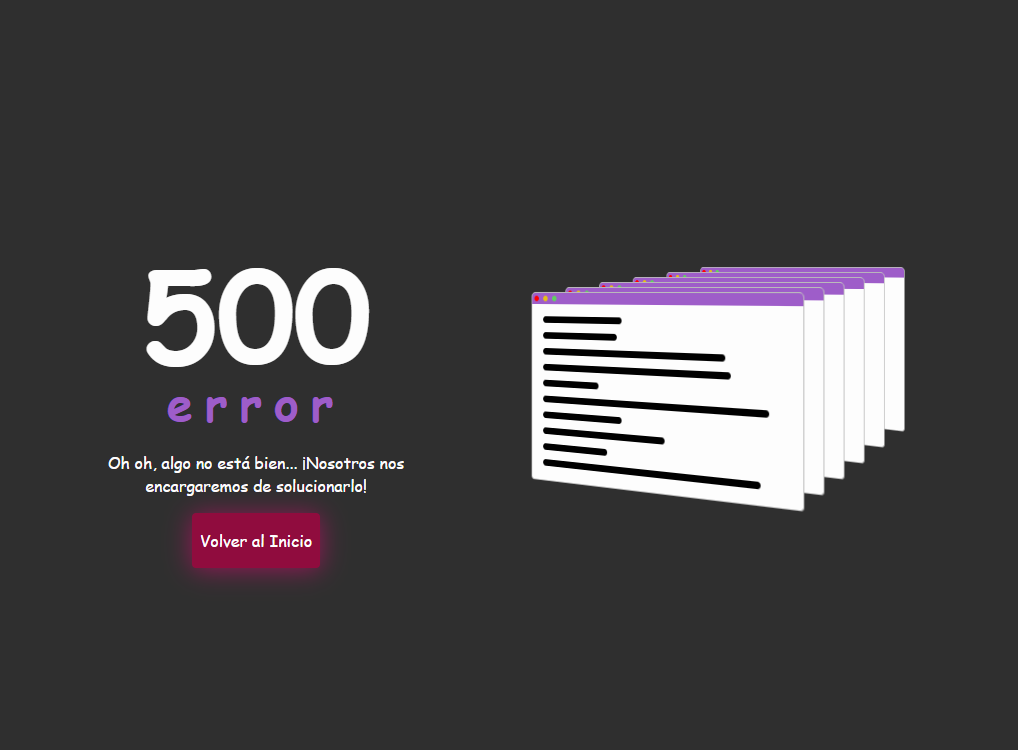 500
error
Oh oh, algo no está bien... ¡Nosotros nos
encargaremos de solucionarlo!
Volver al Inicio